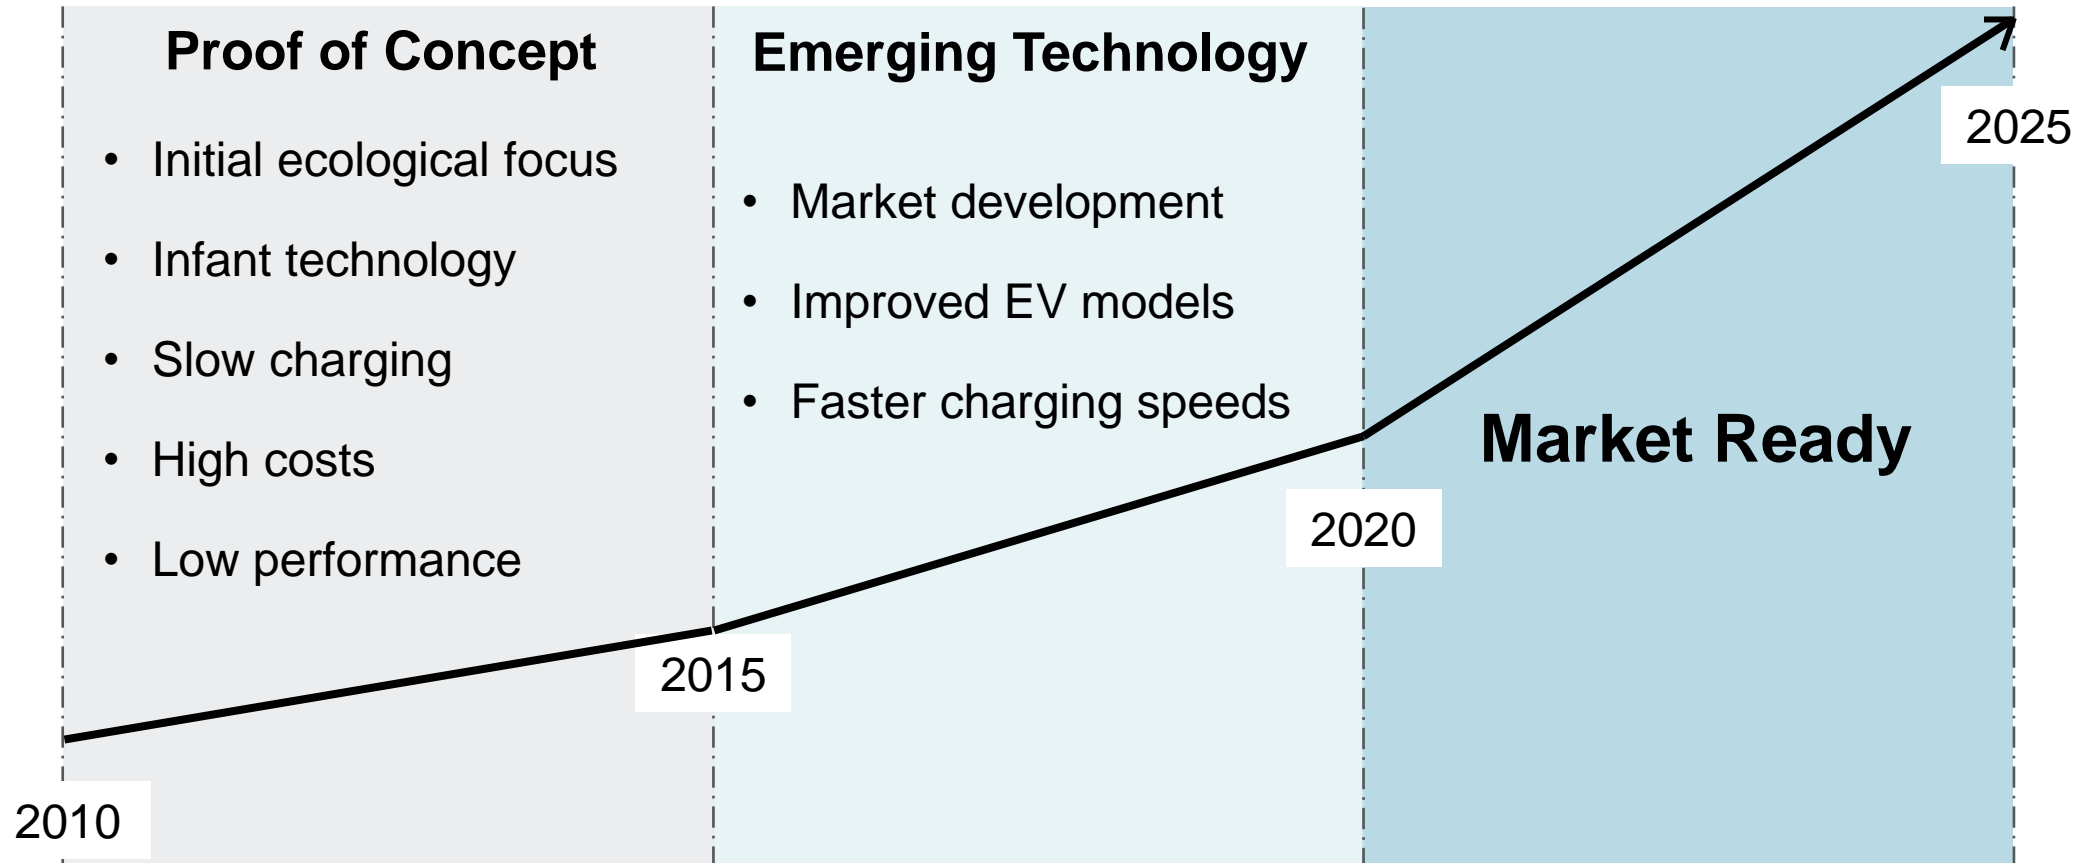 Proof of Concept
• Initial ecological focus
• Infant technology
• Slow charging
• High costs
• Low performance
Emerging Technology
• Market development
• Improved EV models
• Faster charging speeds
Market Ready
2010
2015
2020
2025